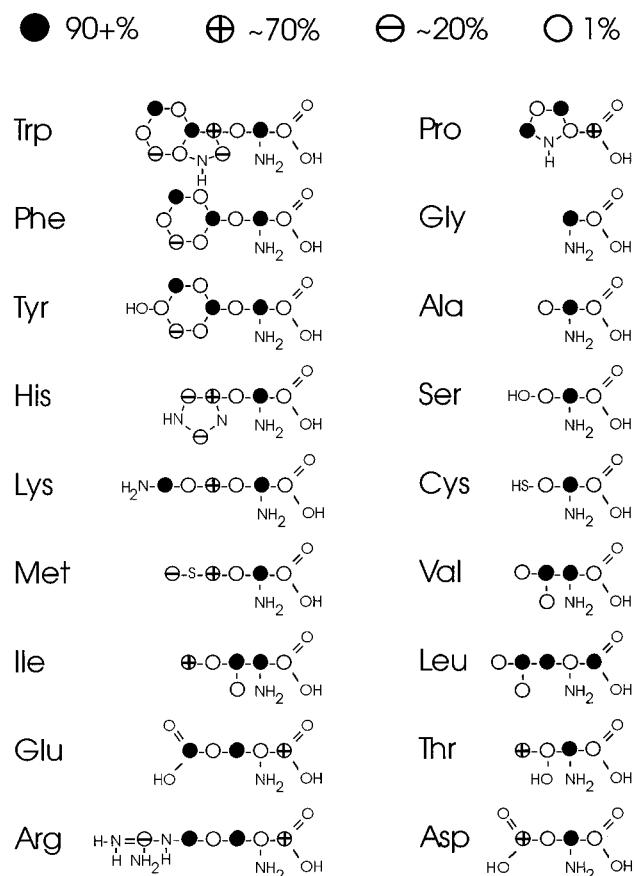 90+% ~70% ~20% 1%
Trp N H NH2 O OH
Pro N H O OH
Phe NH2 O OH
Gly NH2 O OH
Tyr HO NH2 O OH
Ala NH2 O OH
His HN N NH2 O OH
Ser HO NH2 O OH
Lys H2N NH2 O OH
Cys HS NH2 O OH
Met S NH2 O OH
Val NH2 O OH
Ile NH2 O OH
Leu NH2 O OH
Glu O HO NH2 O OH
Thr HO NH2 O OH
Arg H-N=-N H NH2 H NH2 O OH
Asp O HO NH2 O OH